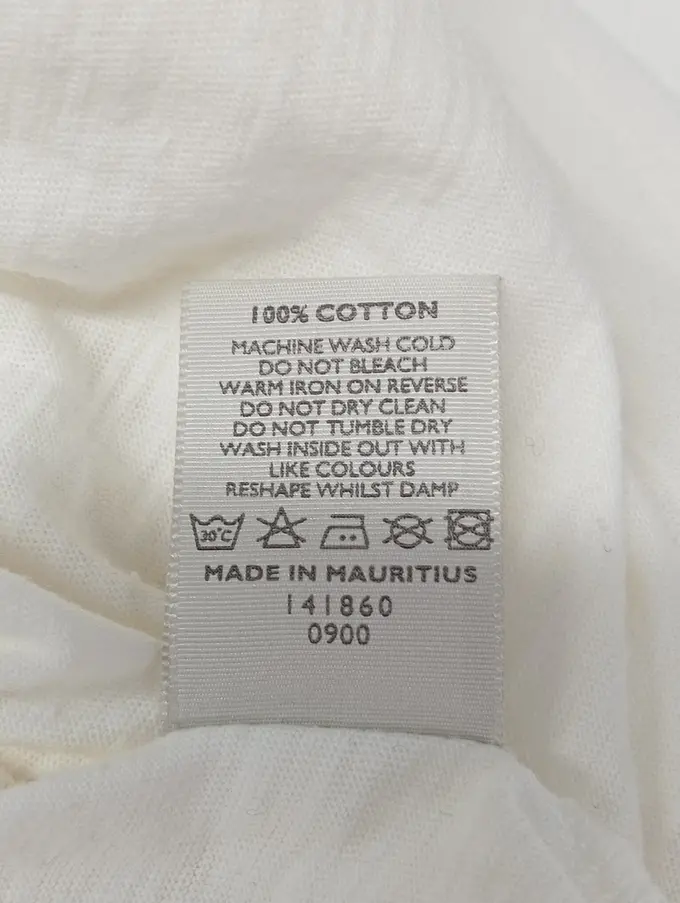 100% COTTON
MACHINE WASH COLD
DO NOT BLEACH
WARM IRON ON REVERSE
DO NOT DRY CLEAN
DO NOT TUMBLE DRY
WASH INSIDE OUT WITH
LIKE COLOURS
RESHAPE WHILST DAMP
30°C
MADE IN MAURITIUS
141860
0900